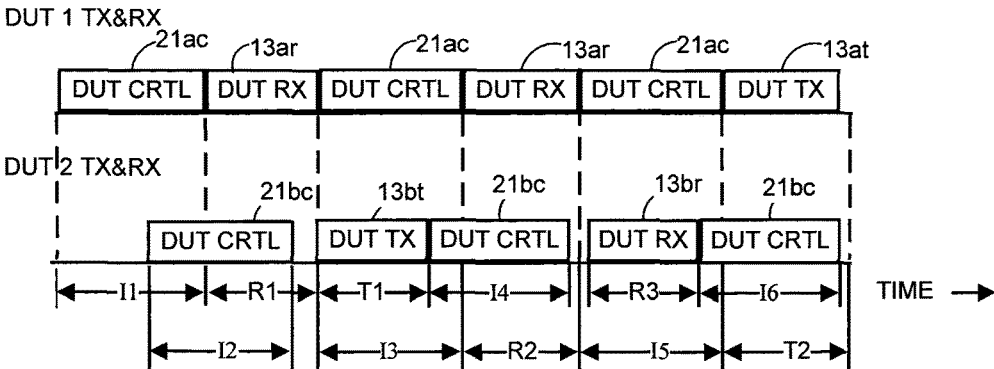 DUT 1 TX&RX
21ac 13ar 21ac 13ar 21ac 13at
DUT CRTL DUT RX DUT CRTL DUT RX DUT CRTL DUT TX
DUT 2 TX&RX
21bc 13bt 21bc 13br 21bc
DUT CRTL DUT TX DUT CRTL DUT RX DUT CRTL
I1 R1 T1 I4 R3 I6 TIME
I2 I3 R2 I5 T2